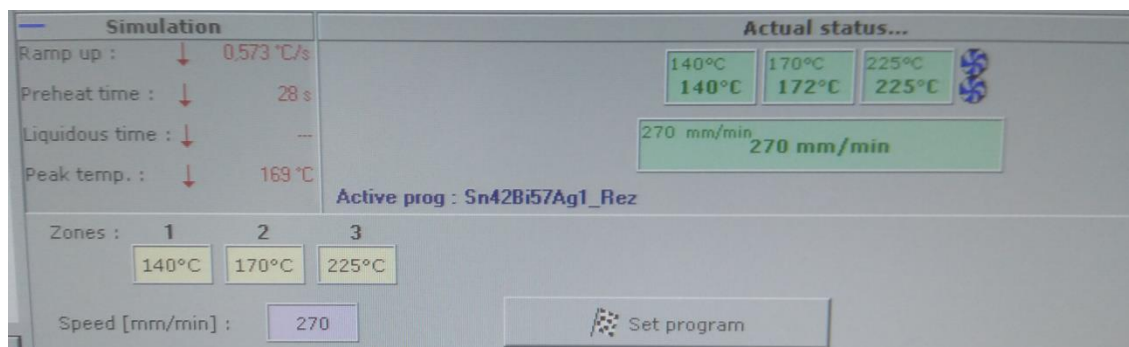 Simulation
Ramp up : 0,573 °C/s
Preheat time : 28 s
Liquidous time : ---
Peak temp. : 169 °C
Actual status...
140°C 170°C 225°C
140°C 172°C 225°C
270 mm/min
270 mm/min
Active prog : Sn42Bi57Ag1_Rez
Zones : 1 2 3
140°C 170°C 225°C
Speed [mm/min] : 270
Set program